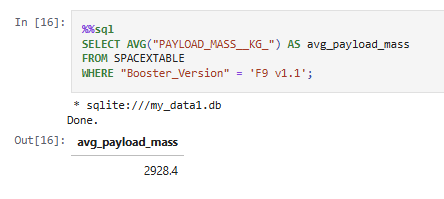 In [16]:
%%sql
SELECT AVG("PAYLOAD_MASS__KG_") AS avg_payload_mass
FROM SPACEXTABLE
WHERE "Booster_Version" = 'F9 v1.1';
* sqlite:///my_data1.db
Done.
Out[16]:
avg_payload_mass
2928.4